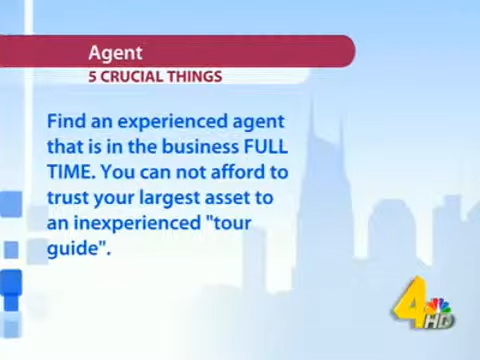 Agent
5 CRUCIAL THINGS
Find an experienced agent
that is in the business FULL
TIME. You can not afford to
trust your largest asset to
an inexperienced "tour
guide".
4
HD